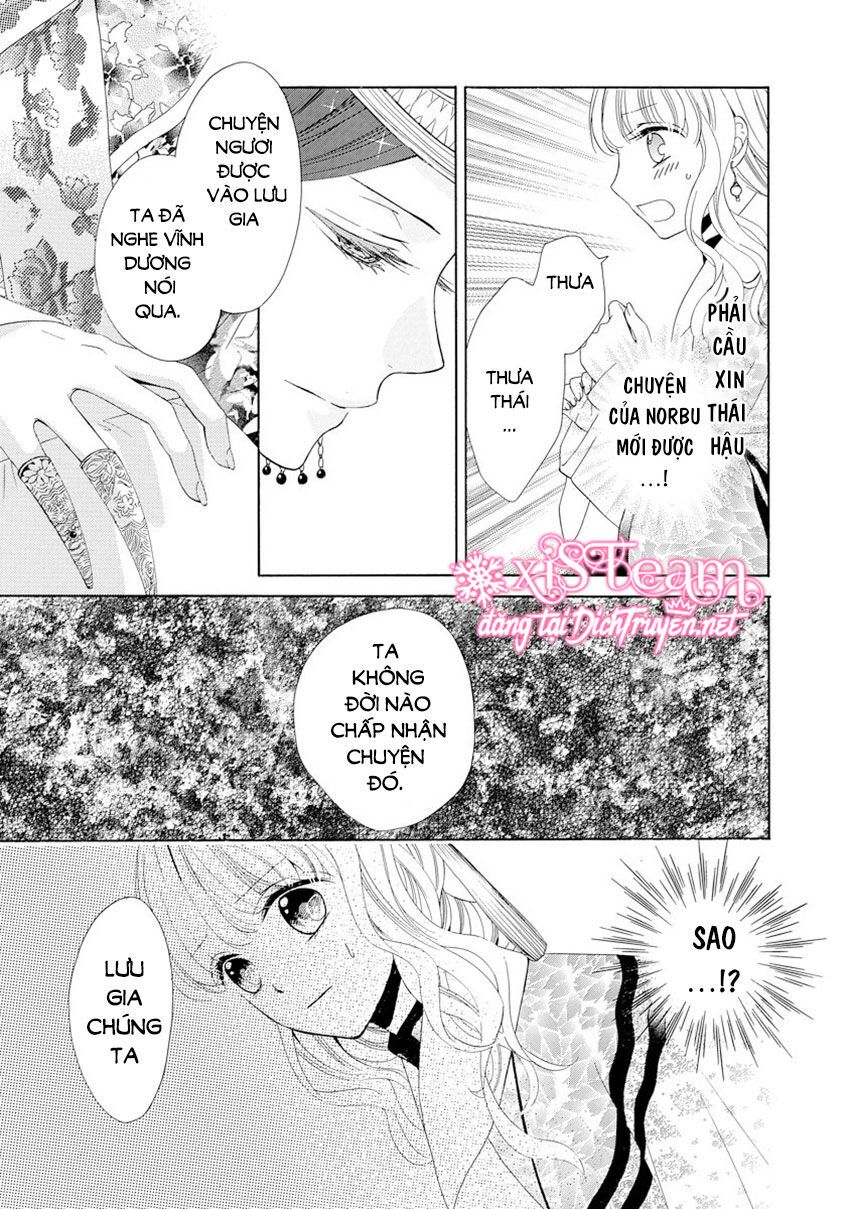 PHẢI
CẦU
XIN
THÁI
HẬU
CHUYỆN
CỦA NORBU
MỚI ĐƯỢC
...!
THƯA
THƯA
THÁI
...
CHUYỆN
NGƯƠI ĐƯỢC
VÀO LƯU
GIA
TA ĐÃ
NGHE VĨNH
DƯƠNG
NÓI
QUA.
xiSTeam
đăng tại DichTruyen.net
TA
KHÔNG
ĐỜI NÀO
CHẤP NHẬN
CHUYỆN
ĐÓ.
SAO
...!?
LƯU
GIA
CHÚNG
TA